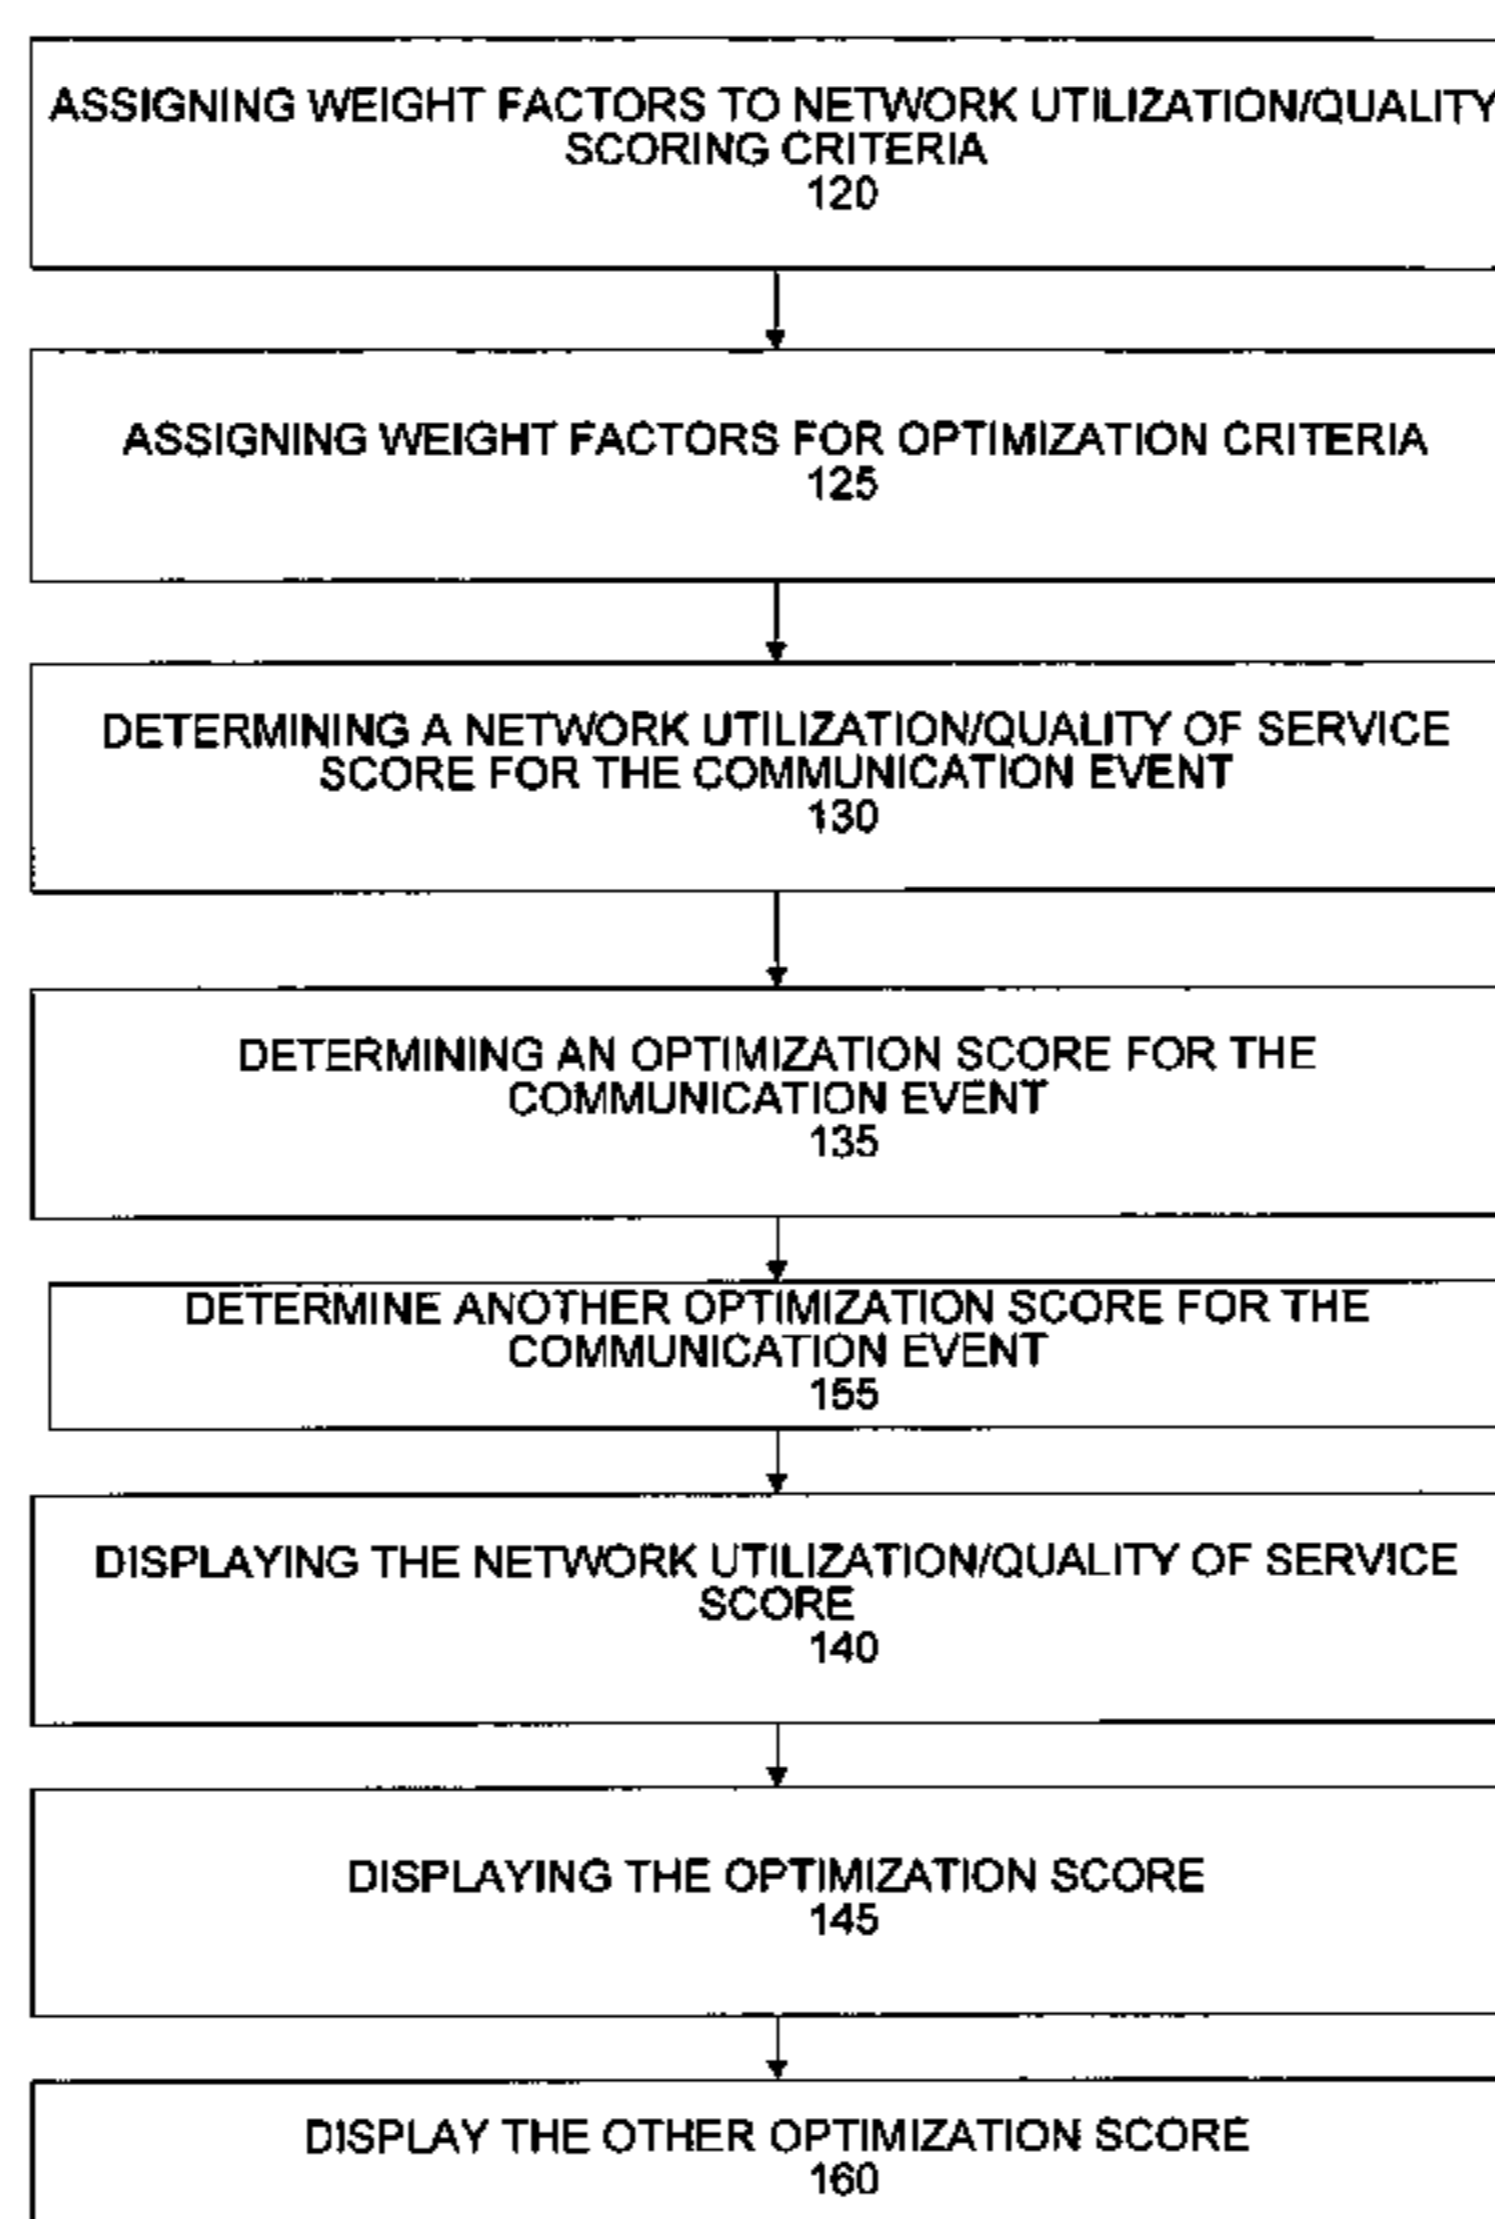 ASSIGNING WEIGHT FACTORS TO NETWORK UTILIZATION/QUALITY
SCORING CRITERIA
120
ASSIGNING WEIGHT FACTORS FOR OPTIMIZATION CRITERIA
125
DETERMINING A NETWORK UTILIZATION/QUALITY OF SERVICE
SCORE FOR THE COMMUNICATION EVENT
130
DETERMINING AN OPTIMIZATION SCORE FOR THE
COMMUNICATION EVENT
135
DETERMINE ANOTHER OPTIMIZATION SCORE FOR THE
COMMUNICATION EVENT
155
DISPLAYING THE NETWORK UTILIZATION/QUALITY OF SERVICE
SCORE
140
DISPLAYING THE OPTIMIZATION SCORE
145
DISPLAY THE OTHER OPTIMIZATION SCORE
160